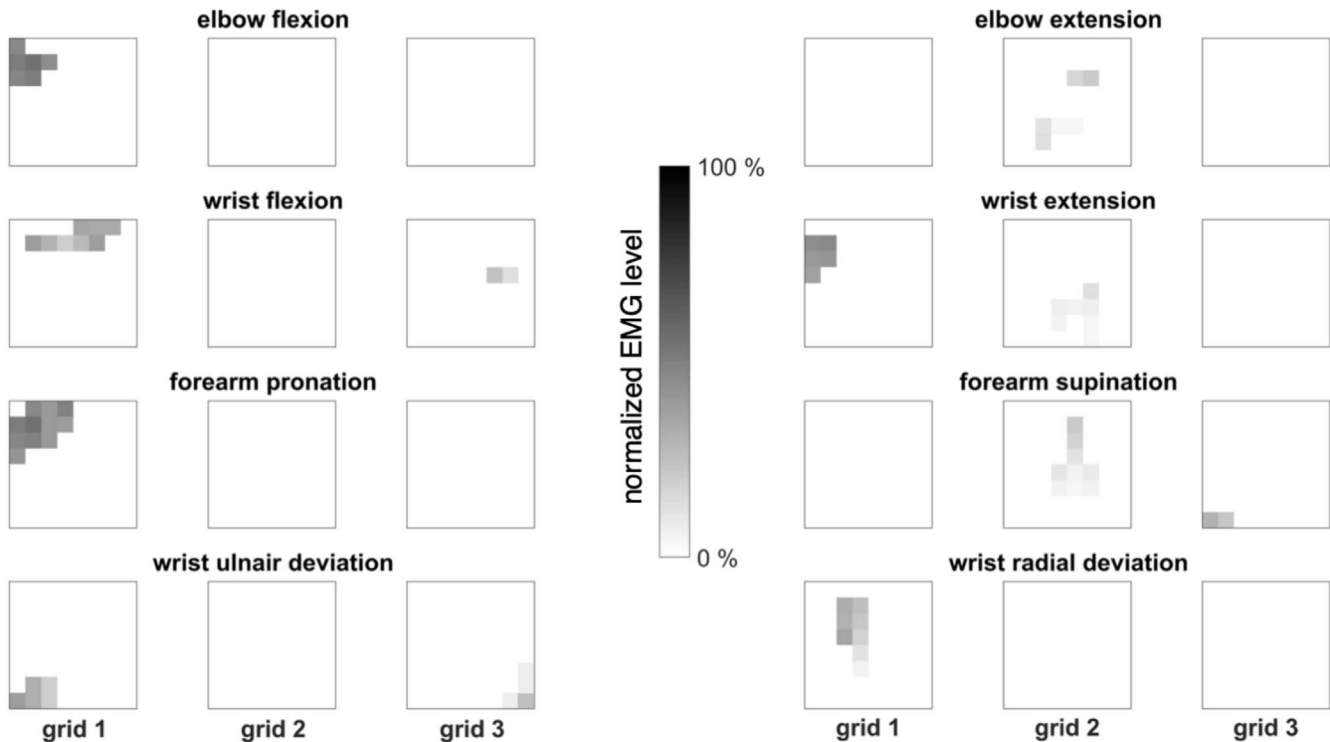 elbow flexion
elbow extension
100 %
wrist flexion
wrist extension
normalized EMG level
forearm pronation
forearm supination
0 %
wrist ulnair deviation
wrist radial deviation
grid 1
grid 2
grid 3
grid 1
grid 2
grid 3